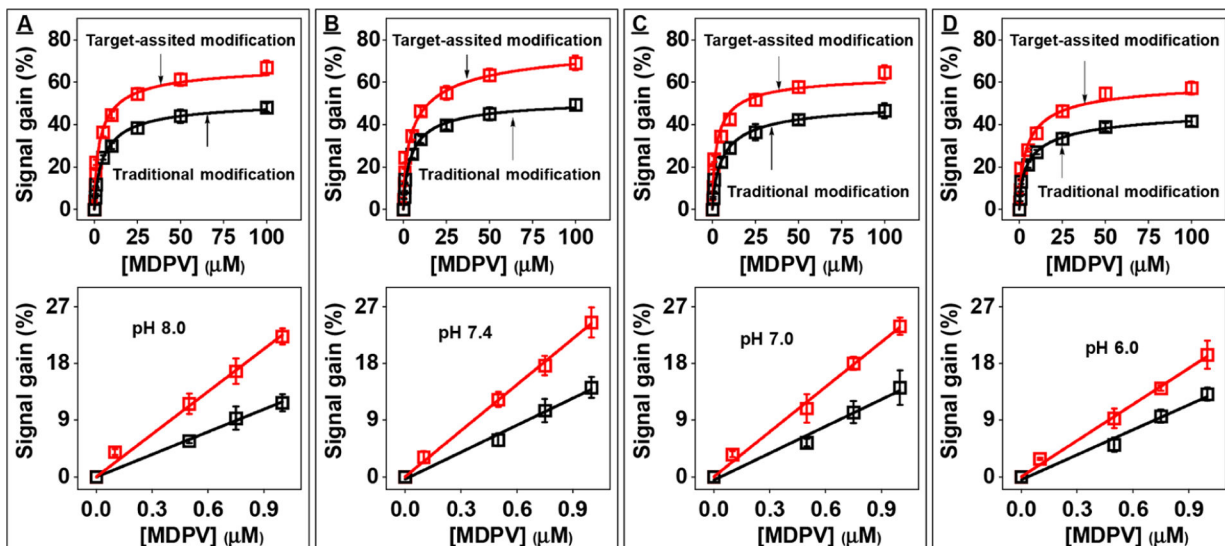 A
Signal gain (%)
80
60
40
20
0
Target-assited modification
Traditional modification
0 25 50 75 100
[MDPV] (μM)
B
Signal gain (%)
80
60
40
20
0
Target-assited modification
Traditional modification
0 25 50 75 100
[MDPV] (μM)
C
Signal gain (%)
80
60
40
20
0
Target-assited modification
Traditional modification
0 25 50 75 100
[MDPV] (μM)
D
Signal gain (%)
80
60
40
20
0
Target-assited modification
Traditional modification
0 25 50 75 100
[MDPV] (μM)
Signal gain (%)
27
18
9
0
pH 8.0
0.0 0.3 0.6 0.9
[MDPV] (μM)
Signal gain (%)
27
18
9
0
pH 7.4
0.0 0.3 0.6 0.9
[MDPV] (μM)
Signal gain (%)
27
18
9
0
pH 7.0
0.0 0.3 0.6 0.9
[MDPV] (μM)
Signal gain (%)
27
18
9
0
pH 6.0
0.0 0.3 0.6 0.9
[MDPV] (μM)